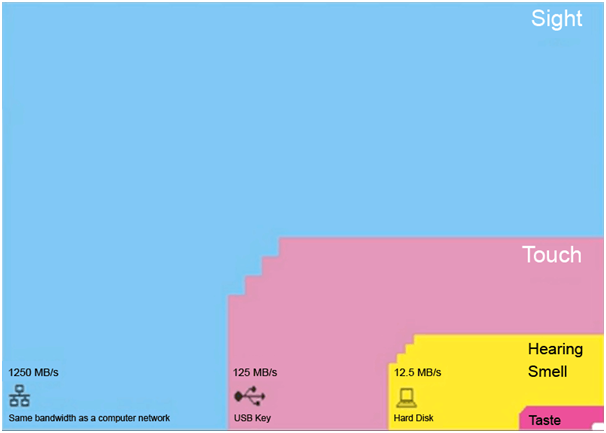 Sight
Touch
Hearing
Smell
1250 MB/s
125 MB/s
12.5 MB/s
Same bandwidth as a computer network
USB Key
Hard Disk
Taste